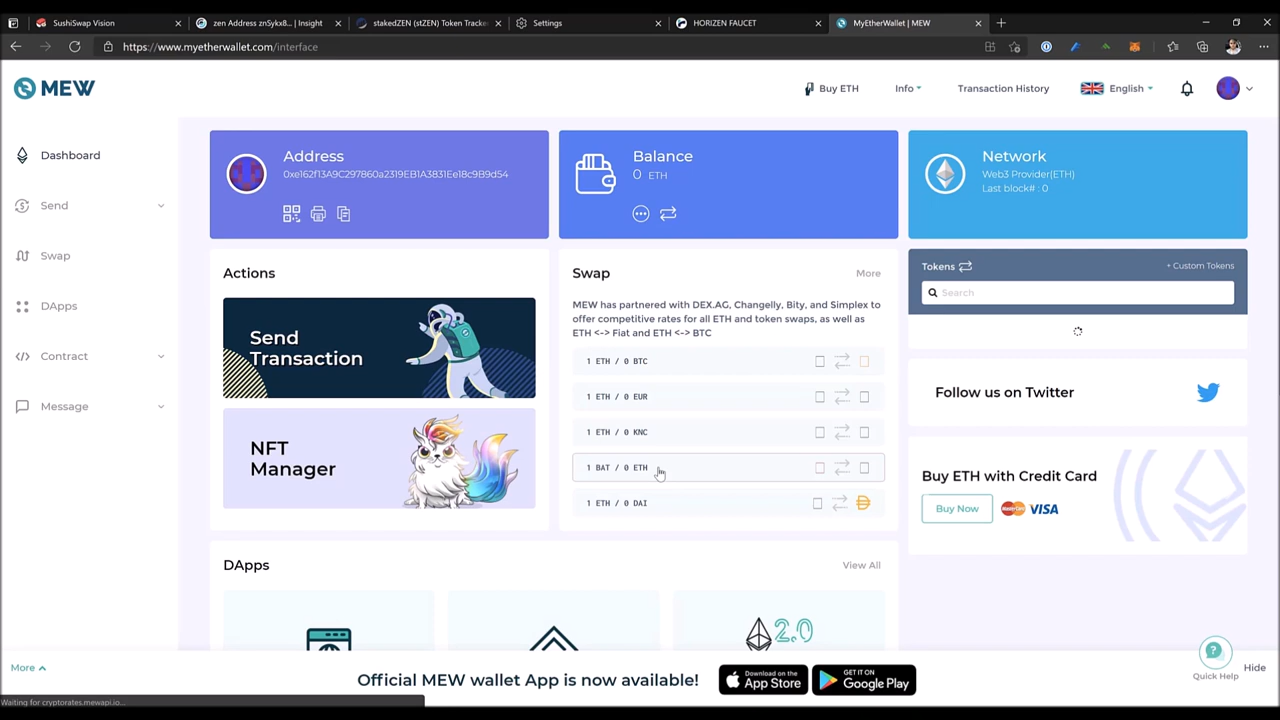 SushiSwap Vision
zen Address znSykx8... | Insight
stakedZEN (stZEN) Token Tracke
Settings
HORIZEN FAUCET
MyEtherWallet | MEW
https://www.myetherwallet.com/interface
MEW
Buy ETH
Info
Transaction History
English
Dashboard
Send
Swap
DApps
Contract
Message
More
Address
0xe162f13A9C297860a2319EB1A3831Ee18c9B9d54
Balance
0 ETH
Network
Web3 Provider(ETH)
Last block# : 0
Actions
Send
Transaction
NFT
Manager
Swap
More
MEW has partnered with DEX.AG, Changelly, Bity, and Simplex to
offer competitive rates for all ETH and token swaps, as well as
ETH <-> Fiat and ETH <-> BTC
1 ETH / 0 BTC
1 ETH / 0 EUR
1 ETH / 0 KNC
1 BAT / 0 ETH
1 ETH / 0 DAI
Tokens
+ Custom Tokens
Search
Follow us on Twitter
Buy ETH with Credit Card
Buy Now
MasterCard
VISA
DApps
View All
2.0
Official MEW wallet App is now available!
Download on the
App Store
GET IT ON
Google Play
Quick Help
Hide
Waiting for cryptorates.mewapi.io...